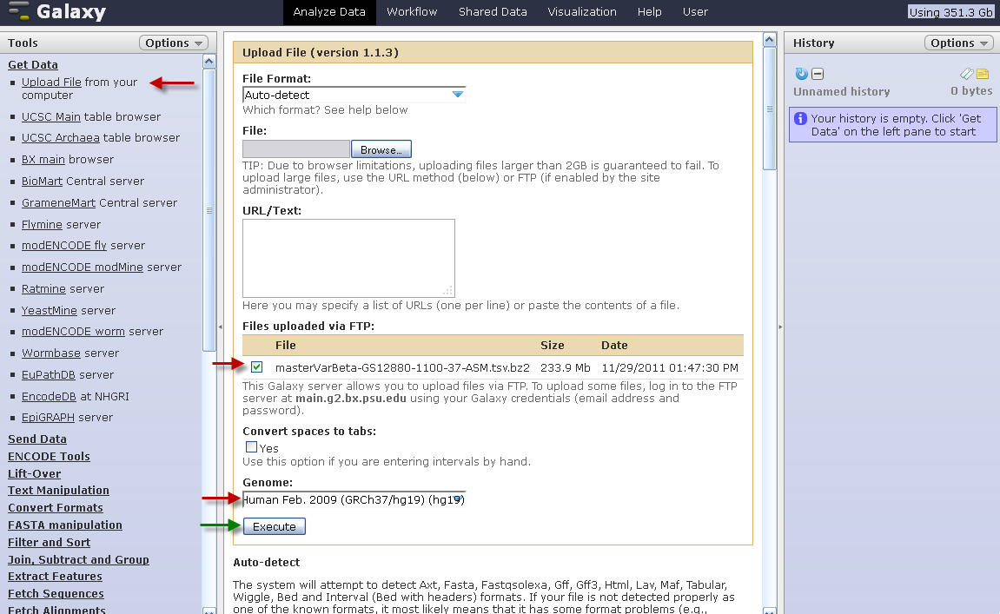 Galaxy
Analyze Data Workflow Shared Data Visualization Help User
Using 351.3 Gb
Tools
Options
Get Data
Upload File from your
computer
UCSC Main table browser
UCSC Archaea table browser
BX main browser
BioMart Central server
GrameneMart Central server
Flymine server
modENCODE fly server
modENCODE modMine server
Ratmine server
YeastMine server
modENCODE worm server
Wormbase server
EuPathDB server
EncodeDB at NHGRI
EpiGRAPH server
Send Data
ENCODE Tools
Lift-Over
Text Manipulation
Convert Formats
FASTA manipulation
Filter and Sort
Join, Subtract and Group
Extract Features
Fetch Sequences
Fetch Alignments
Upload File (version 1.1.3)
File Format:
Auto-detect
Which format? See help below
File:
Browse...
TIP: Due to browser limitations, uploading files larger than 2GB is guaranteed to fail. To
upload large files, use the URL method (below) or FTP (if enabled by the site
administrator).
URL/Text:
Here you may specify a list of URLs (one per line) or paste the contents of a file.
Files uploaded via FTP:
File Size Date
masterVarBeta-GS12880-1100-37-ASM.tsv.bz2 233.9 Mb 11/29/2011 01:47:30 PM
This Galaxy server allows you to upload files via FTP. To upload some files, log in to the FTP
server at main.g2.bx.psu.edu using your Galaxy credentials (email address and
password).
Convert spaces to tabs:
Yes
Use this option if you are entering intervals by hand.
Genome:
Human Feb. 2009 (GRCh37/hg19) (hg19)
Execute
Auto-detect
The system will attempt to detect Axt, Fasta, Fastqsolexa, Gff, Gff3, Html, Lav, Maf, Tabular,
Wiggle, Bed and Interval (Bed with headers) formats. If your file is not detected properly as
one of the known formats, it most likely means that it has some format problems (e.g.,
History
Options
Unnamed history
0 bytes
Your history is empty. Click 'Get
Data' on the left pane to start